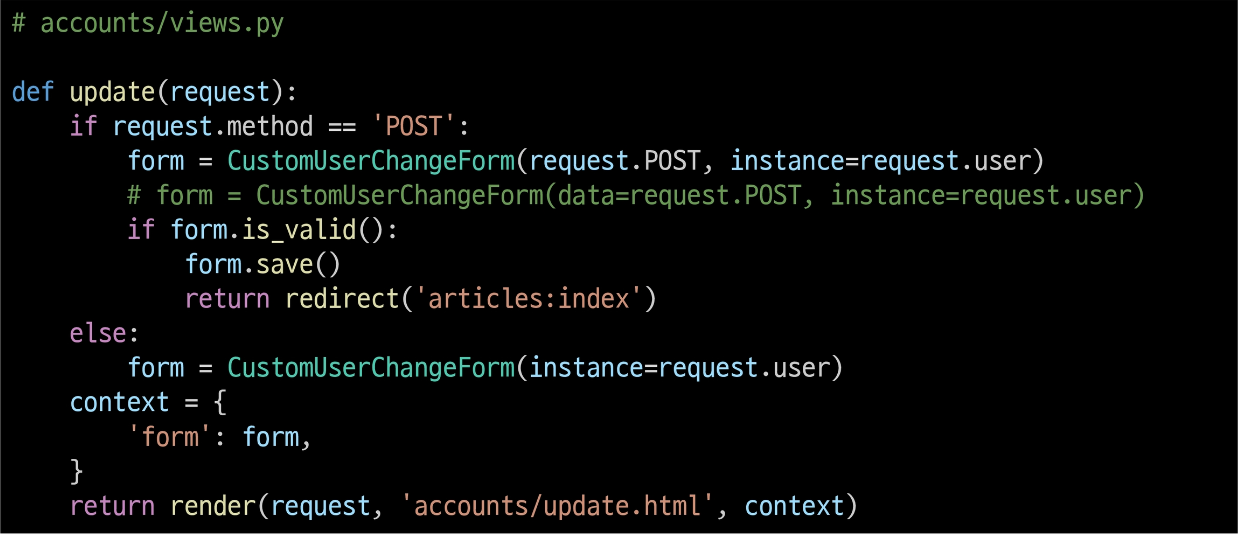 # accounts/views.py

def update(request):
    if request.method == 'POST':
        form = CustomUserChangeForm(request.POST, instance=request.user)
        # form = CustomUserChangeForm(data=request.POST, instance=request.user)
        if form.is_valid():
            form.save()
            return redirect('articles:index')
    else:
        form = CustomUserChangeForm(instance=request.user)
    context = {
        'form': form,
    }
    return render(request, 'accounts/update.html', context)